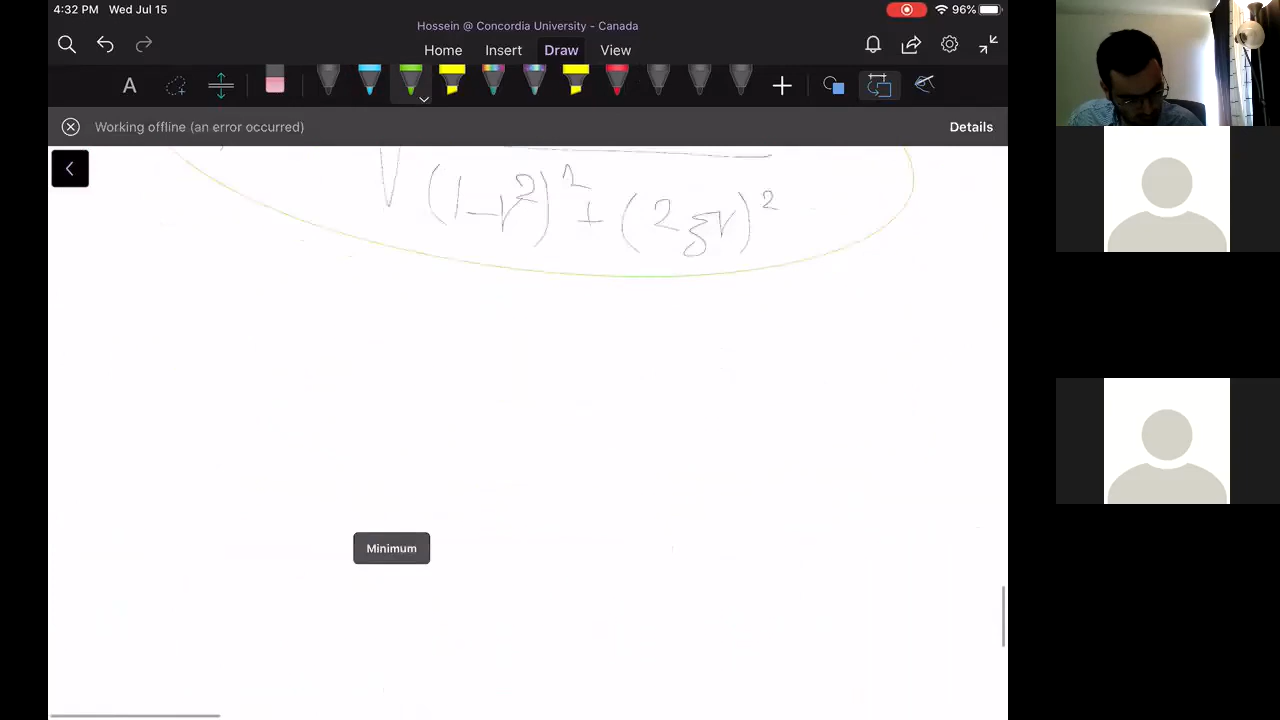 4:32 PM Wed Jul 15
96%
Hossein @ Concordia University - Canada
Home Insert Draw View
A
Working offline (an error occurred)
Details
(1-r²)² + (2ξr)²
Minimum